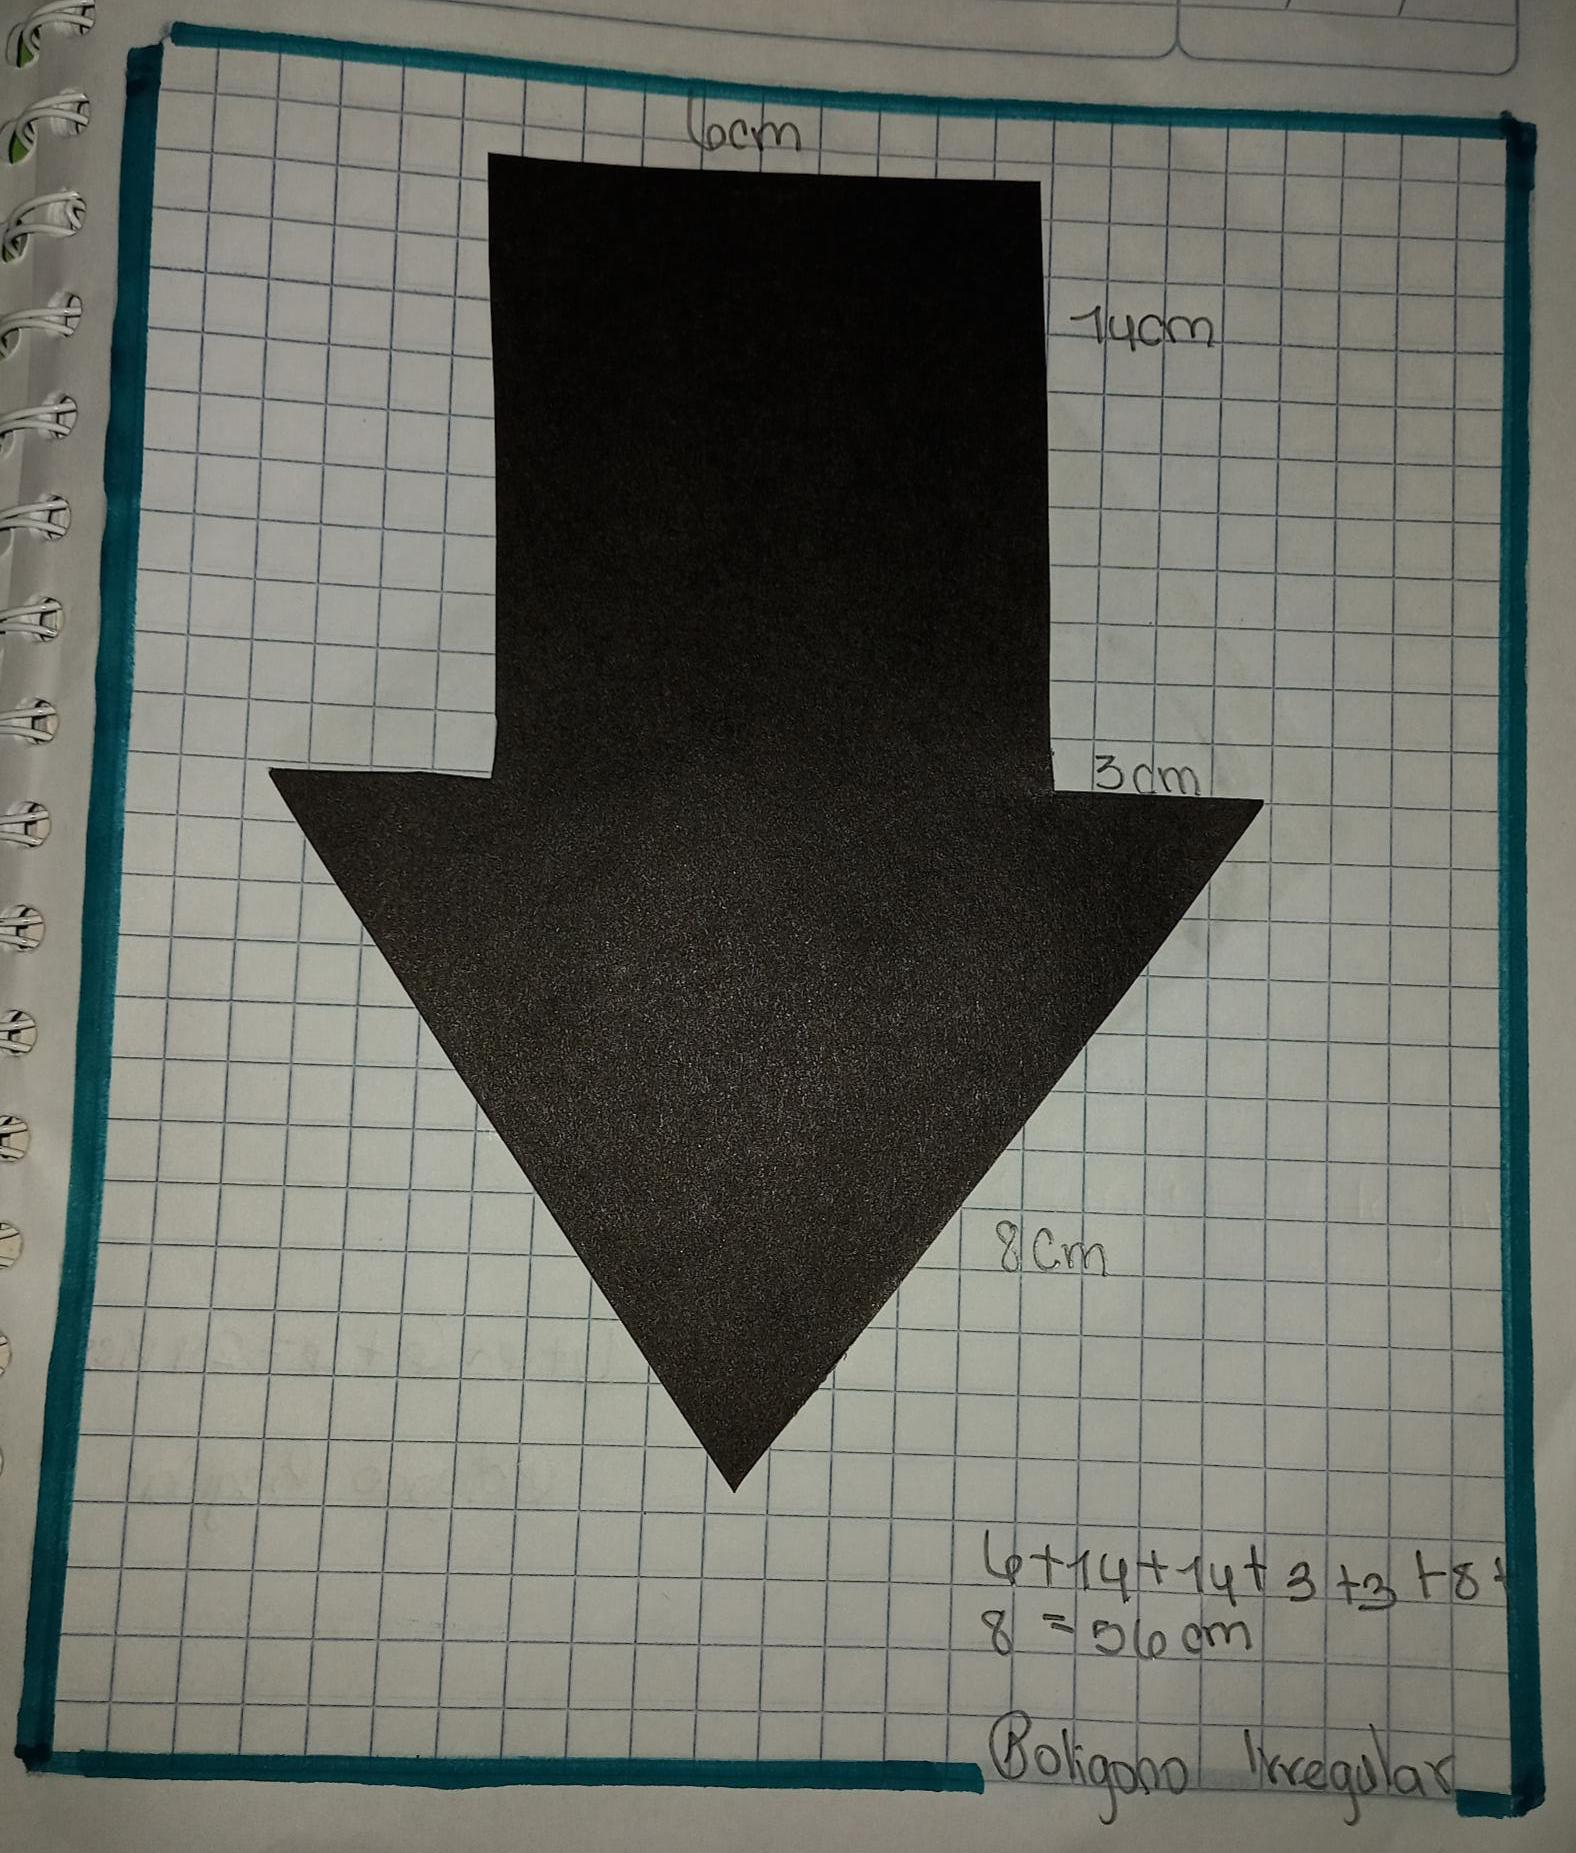 6cm
14cm
3cm
8cm
6+14+14+3+3+8+
8=56cm
Poligono Irregular